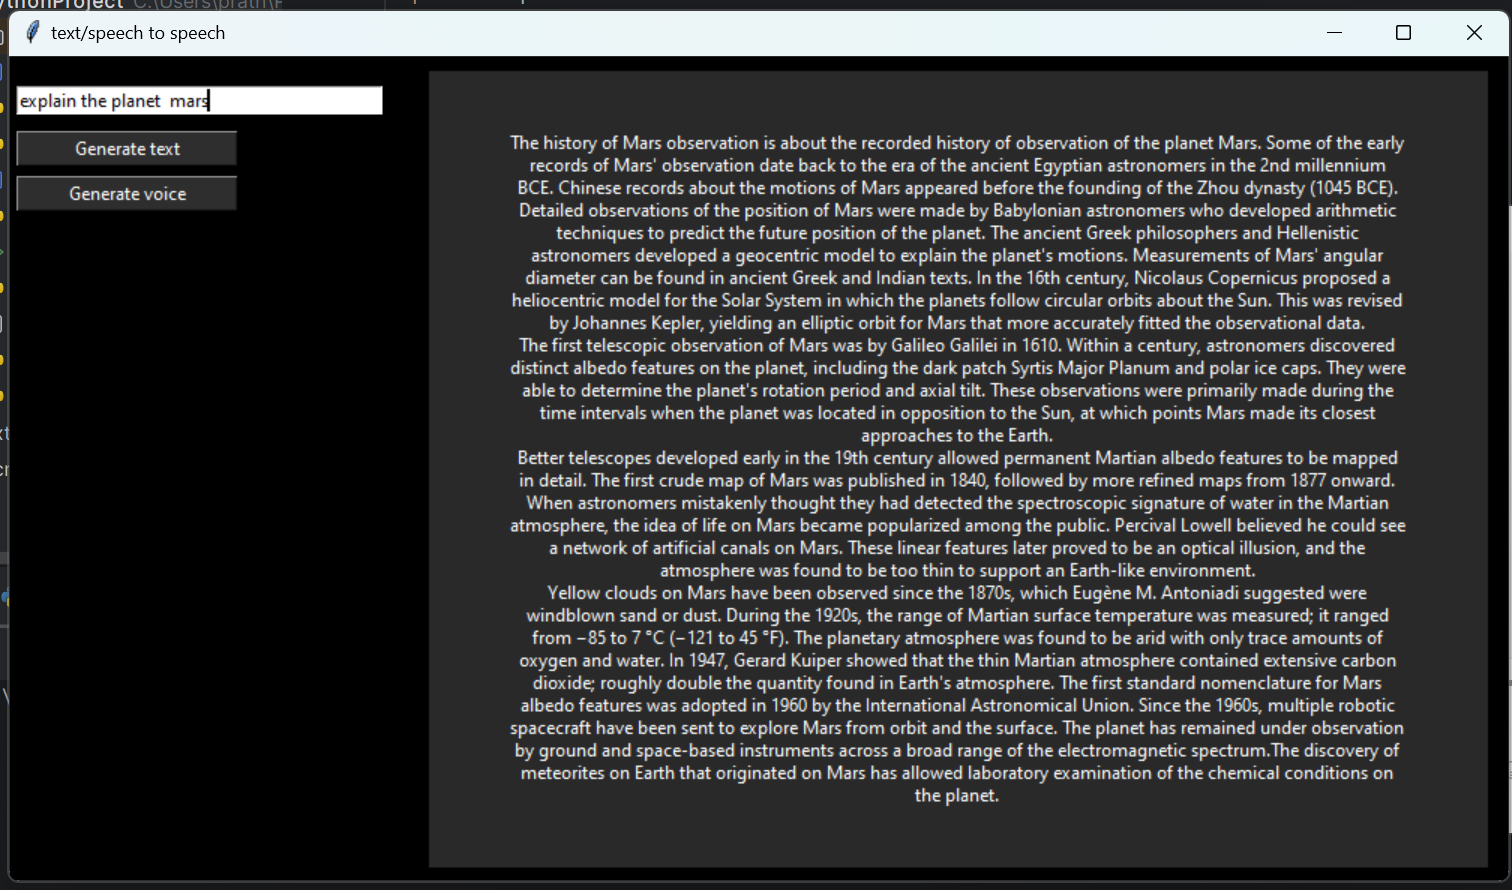 text/speech to speech
explain the planet  mars
Generate text
Generate voice
The history of Mars observation is about the recorded history of observation of the planet Mars. Some of the early
records of Mars' observation date back to the era of the ancient Egyptian astronomers in the 2nd millennium
BCE. Chinese records about the motions of Mars appeared before the founding of the Zhou dynasty (1045 BCE).
Detailed observations of the position of Mars were made by Babylonian astronomers who developed arithmetic
techniques to predict the future position of the planet. The ancient Greek philosophers and Hellenistic
astronomers developed a geocentric model to explain the planet's motions. Measurements of Mars' angular
diameter can be found in ancient Greek and Indian texts. In the 16th century, Nicolaus Copernicus proposed a
heliocentric model for the Solar System in which the planets follow circular orbits about the Sun. This was revised
by Johannes Kepler, yielding an elliptic orbit for Mars that more accurately fitted the observational data.
The first telescopic observation of Mars was by Galileo Galilei in 1610. Within a century, astronomers discovered
distinct albedo features on the planet, including the dark patch Syrtis Major Planum and polar ice caps. They were
able to determine the planet's rotation period and axial tilt. These observations were primarily made during the
time intervals when the planet was located in opposition to the Sun, at which points Mars made its closest
approaches to the Earth.
Better telescopes developed early in the 19th century allowed permanent Martian albedo features to be mapped
in detail. The first crude map of Mars was published in 1840, followed by more refined maps from 1877 onward.
When astronomers mistakenly thought they had detected the spectroscopic signature of water in the Martian
atmosphere, the idea of life on Mars became popularized among the public. Percival Lowell believed he could see
a network of artificial canals on Mars. These linear features later proved to be an optical illusion, and the
atmosphere was found to be too thin to support an Earth-like environment.
Yellow clouds on Mars have been observed since the 1870s, which Eugène M. Antoniadi suggested were
windblown sand or dust. During the 1920s, the range of Martian surface temperature was measured; it ranged
from −85 to 7 °C (−121 to 45 °F). The planetary atmosphere was found to be arid with only trace amounts of
oxygen and water. In 1947, Gerard Kuiper showed that the thin Martian atmosphere contained extensive carbon
dioxide; roughly double the quantity found in Earth's atmosphere. The first standard nomenclature for Mars
albedo features was adopted in 1960 by the International Astronomical Union. Since the 1960s, multiple robotic
spacecraft have been sent to explore Mars from orbit and the surface. The planet has remained under observation
by ground and space-based instruments across a broad range of the electromagnetic spectrum.The discovery of
meteorites on Earth that originated on Mars has allowed laboratory examination of the chemical conditions on
the planet.